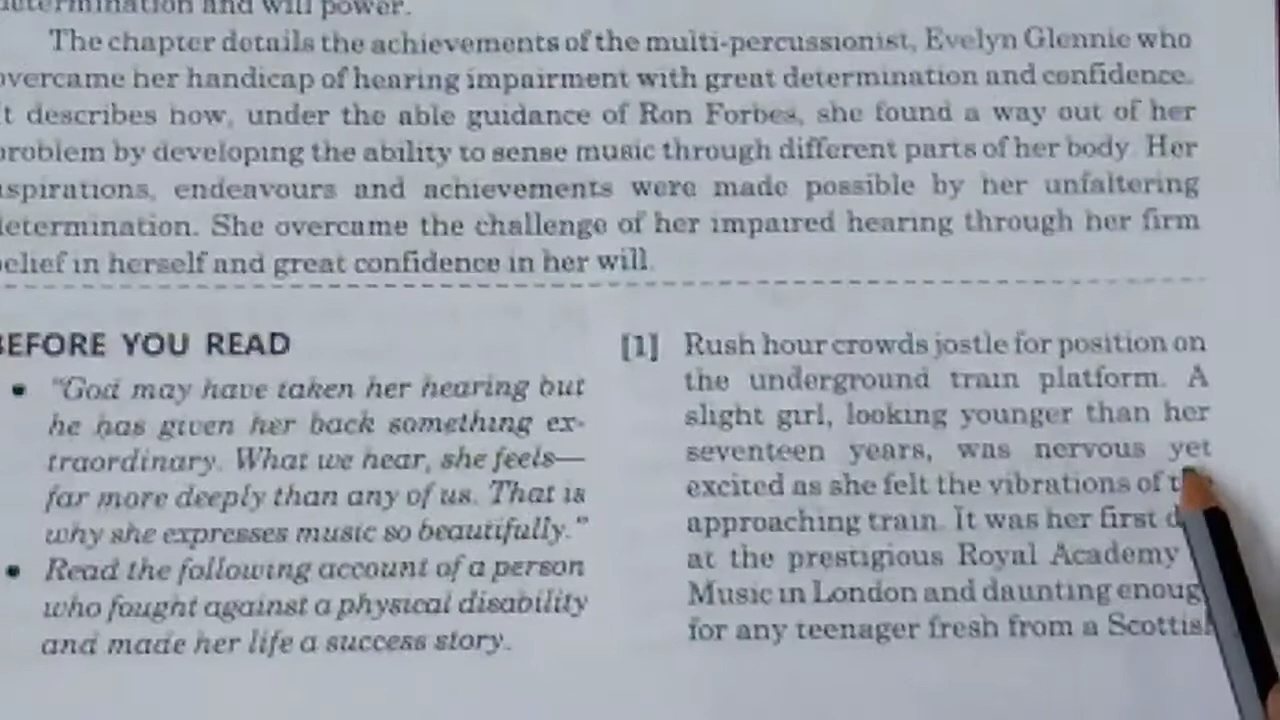 determination and will power.
The chapter details the achievements of the multi-percussionist, Evelyn Glennie who
overcame her handicap of hearing impairment with great determination and confidence.
It describes how, under the able guidance of Ron Forbes, she found a way out of her
problem by developing the ability to sense music through different parts of her body. Her
aspirations, endeavours and achievements were made possible by her unfaltering
determination. She overcame the challenge of her impaired hearing through her firm
belief in herself and great confidence in her will.
BEFORE YOU READ
• "God may have taken her hearing but
he has given her back something ex-
traordinary. What we hear, she feels—
far more deeply than any of us. That is
why she expresses music so beautifully."
• Read the following account of a person
who fought against a physical disability
and made her life a success story.
[1] Rush hour crowds jostle for position on
the underground train platform. A
slight girl, looking younger than her
seventeen years, was nervous yet
excited as she felt the vibrations of the
approaching train. It was her first
at the prestigious Royal Academy
Music in London and daunting enoug
for any teenager fresh from a Scottish